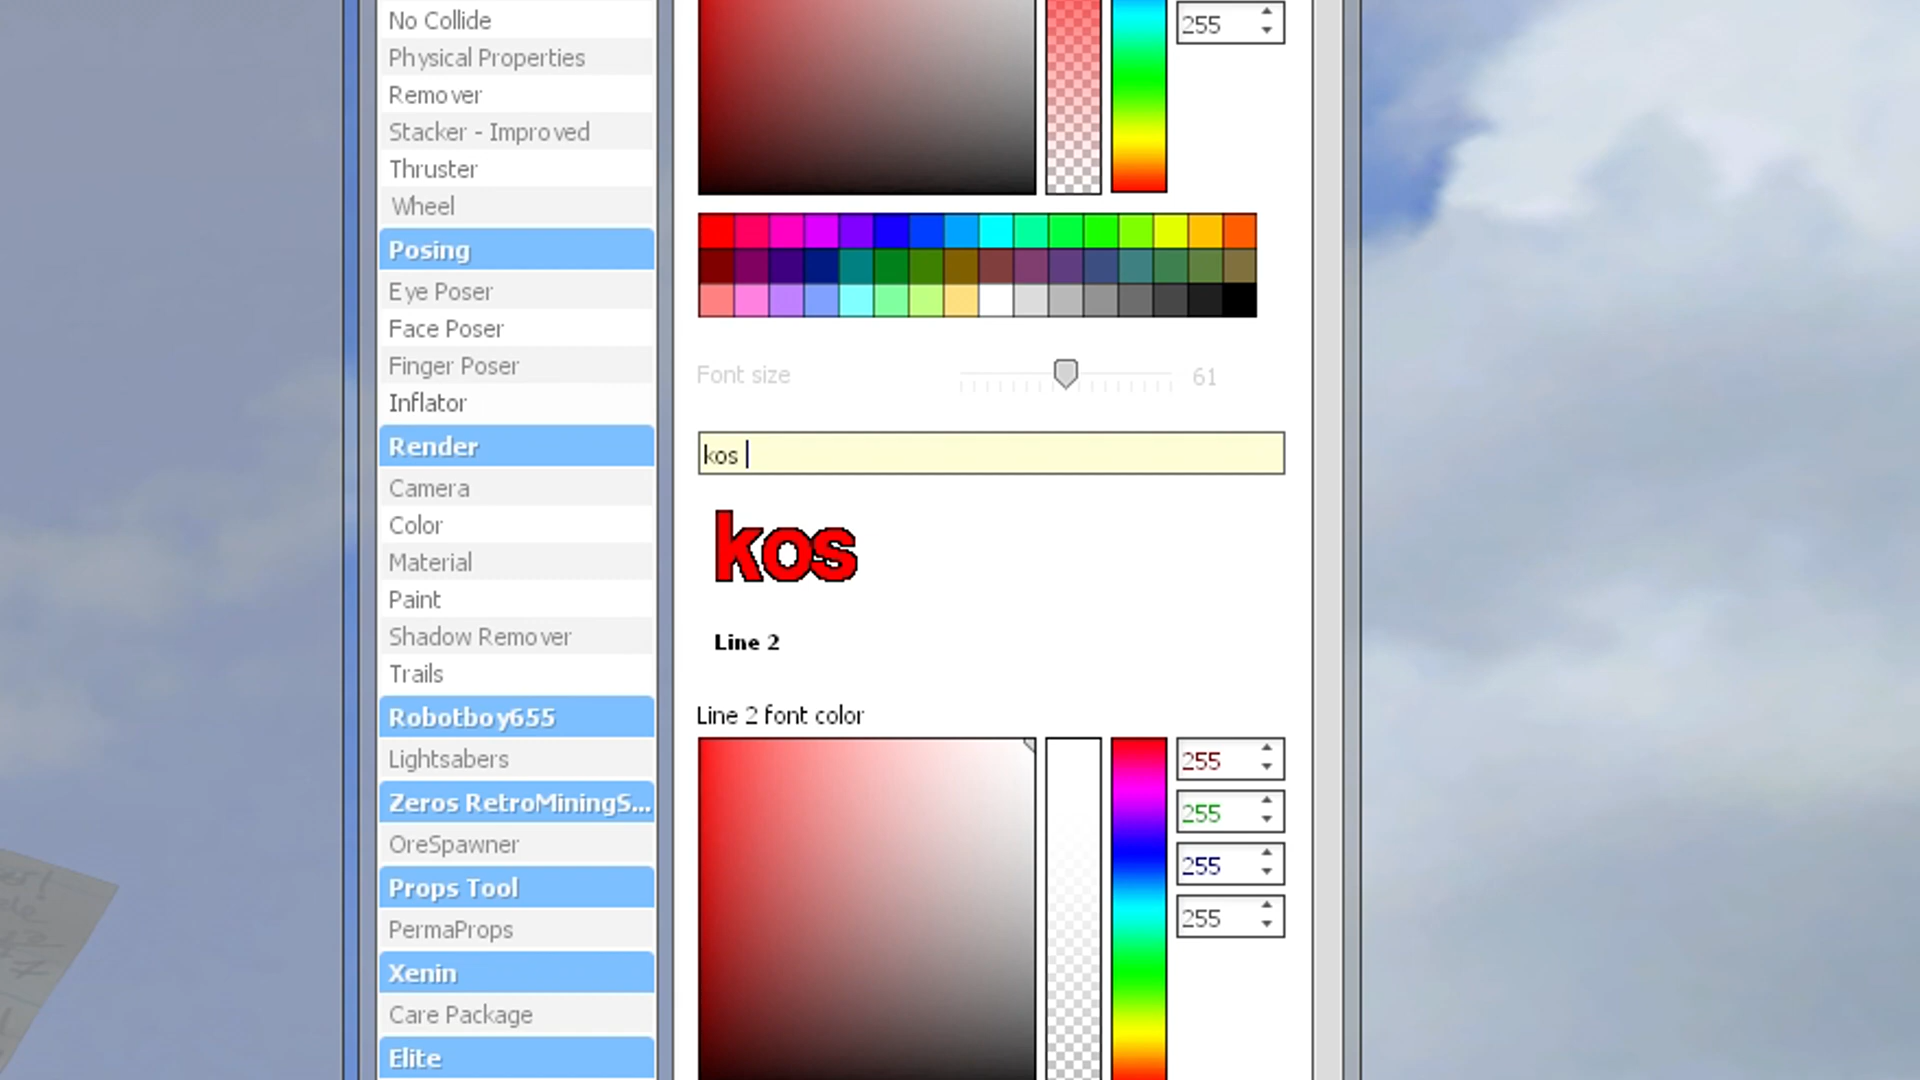 No Collide
Physical Properties
Remover
Stacker - Improved
Thruster
Wheel
Posing
Eye Poser
Face Poser
Finger Poser
Inflator
Render
Camera
Color
Material
Paint
Shadow Remover
Trails
Robotboy655
Lightsabers
Zeros RetroMiningS...
OreSpawner
Props Tool
PermaProps
Xenin
Care Package
Elite
255
Font size
61
kos
kos
Line 2
Line 2 font color
255
255
255
255